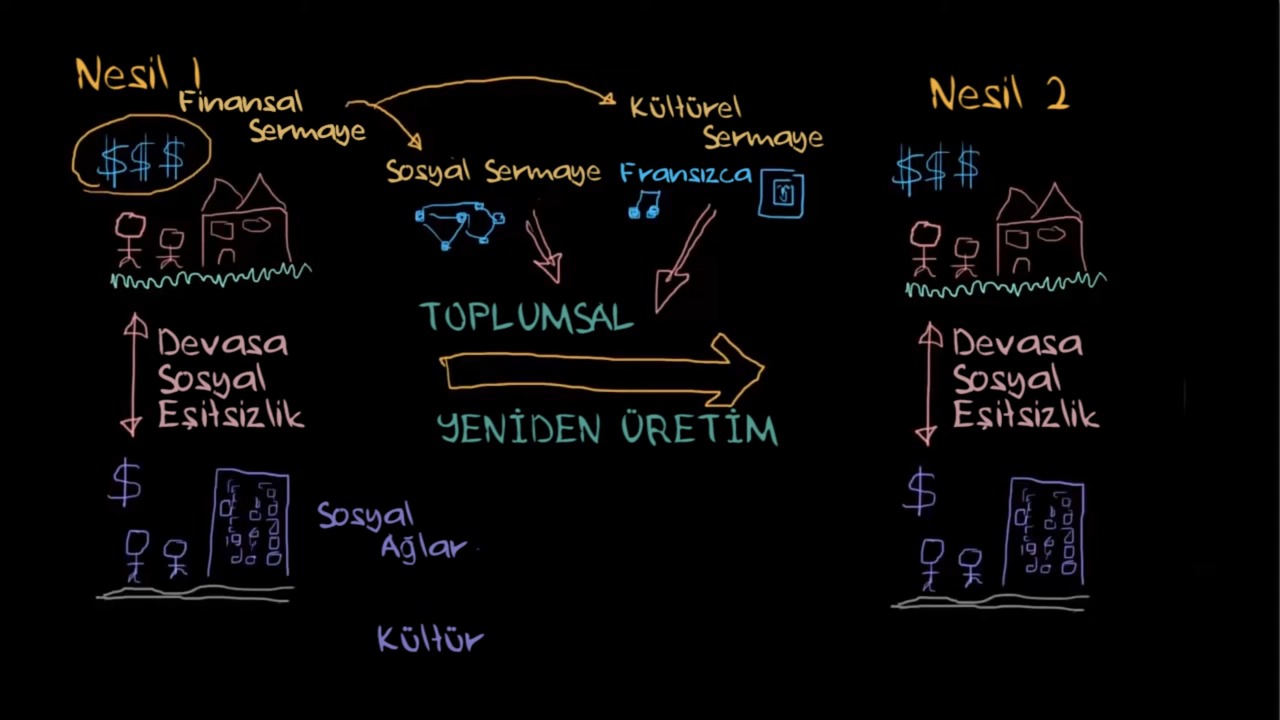 Nesil 1
Finansal
Sermaye
$$$
Sosyal Sermaye
Kültürel
Sermaye
Fransızca
Nesil 2
$$$
TOPLUMSAL
YENİDEN ÜRETİM
Devasa
Sosyal
Eşitsizlik
Devasa
Sosyal
Eşitsizlik
$
Sosyal
Ağlar
Kültür
$